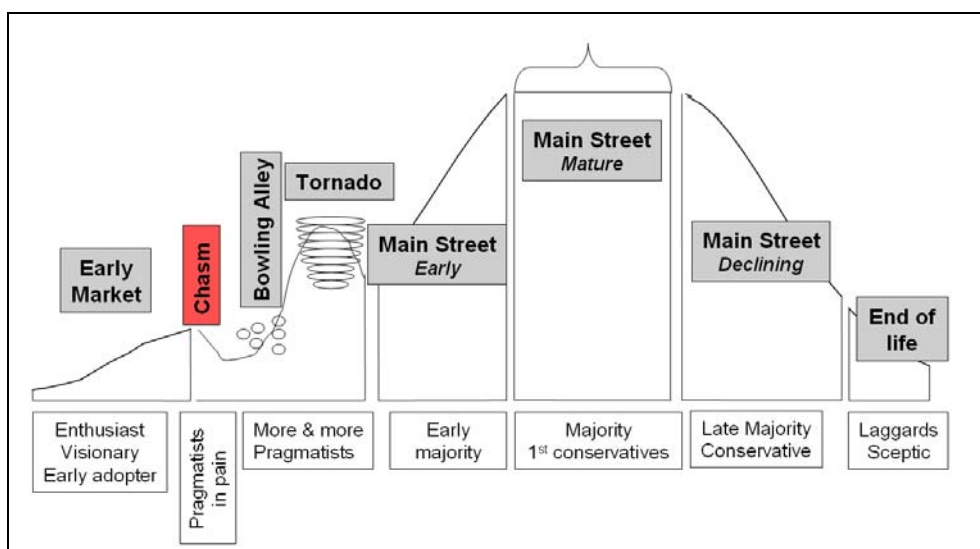 Early
Market
Chasm
Bowling Alley
Tornado
Main Street
Early
Main Street
Mature
Main Street
Declining
End of
life
Enthusiast
Visionary
Early adopter
Pragmatists
in pain
More & more
Pragmatists
Early
majority
Majority
1st conservatives
Late Majority
Conservative
Laggards
Sceptic